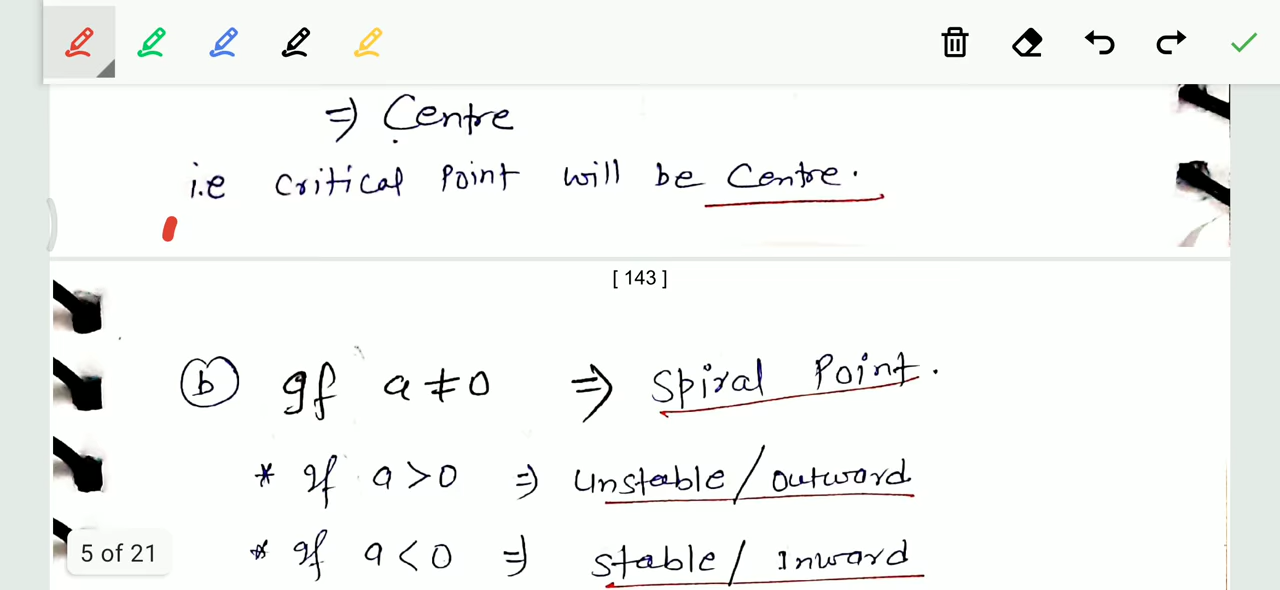 ⇒ Centre
i.e critical Point will be Centre.
[ 143 ]
(b) If a ≠ 0 ⇒ Spiral Point.
* If a > 0 ⇒ Unstable / Outward
* If a < 0 ⇒ Stable / Inward
5 of 21